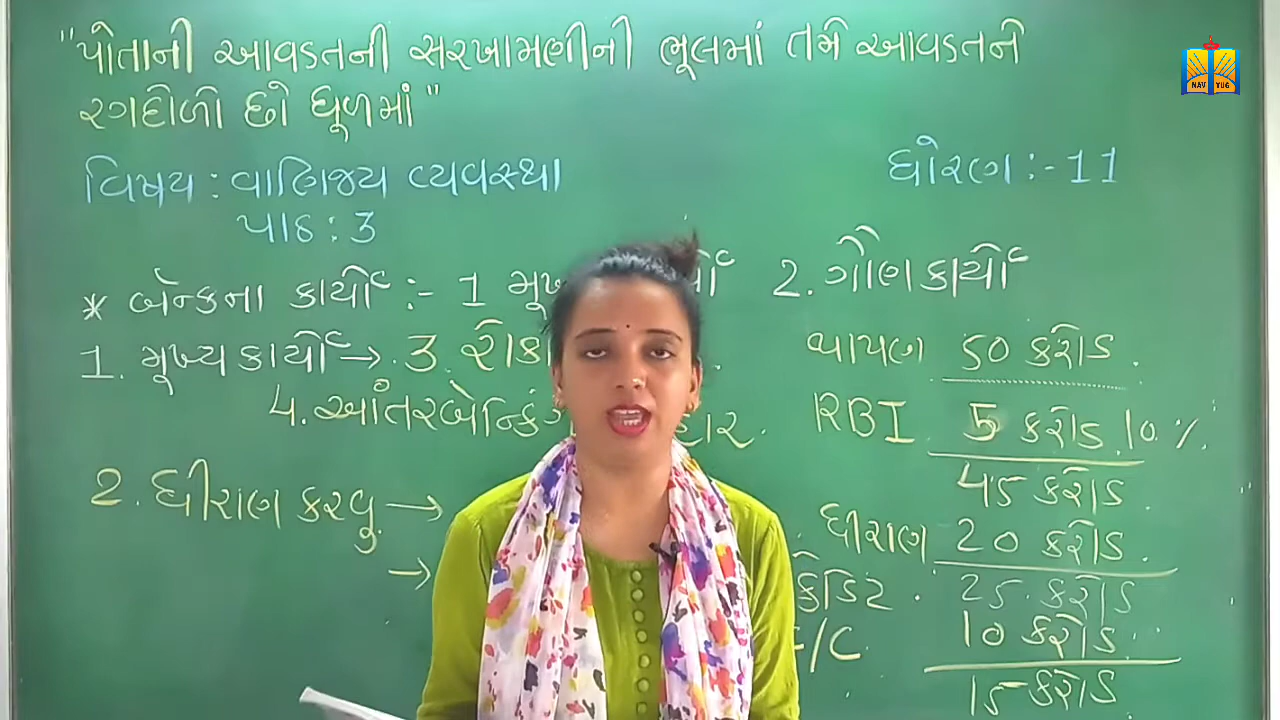 "પોતાની આવડતની સરખામણીની ભૂલમાં તમે આવડતને
રગદોળો છો ધૂળમાં"
વિષય : વાણિજ્ય વ્યવસ્થા
ધોરણ :- 11
પાઠ : 3
* બેન્કના કાર્યો :- 1 2. ગૌણ કાર્યો
1. મુખ્ય કાર્યો → 3.
4. આંતરબેન્કિંગ
2. ધીરાણ કરવુ →
→
થાપણ 50 કરોડ.
RBI 5 કરોડ 10 %
45 કરોડ
ધીરાણ 20 કરોડ.
25 કરોડ
10 કરોડ
15 કરોડ
/C.
NAV YUG